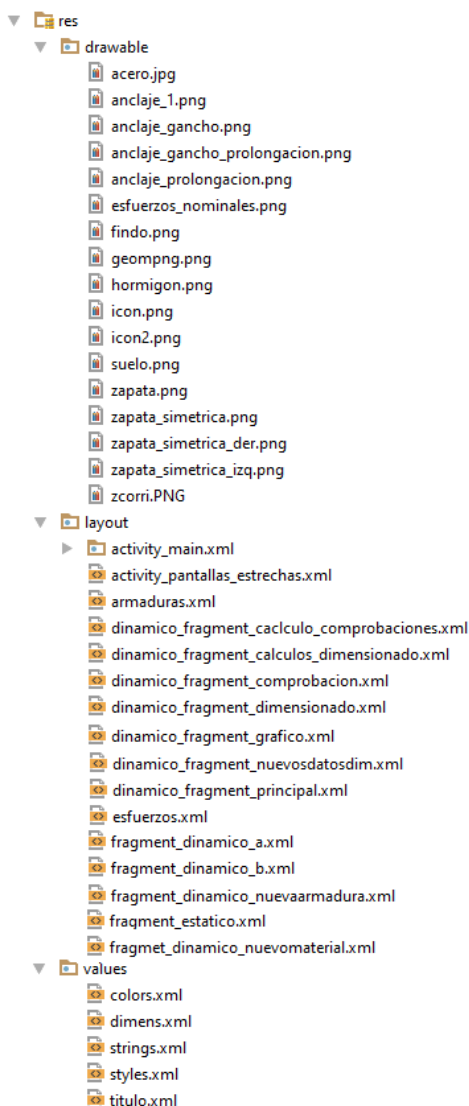 res
drawable
acero.jpg
anclaje_1.png
anclaje_gancho.png
anclaje_gancho_prolongacion.png
anclaje_prolongacion.png
esfuerzos_nominales.png
findo.png
geompng.png
hormigon.png
icon.png
icon2.png
suelo.png
zapata.png
zapata_simetrica.png
zapata_simetrica_der.png
zapata_simetrica_izq.png
zcorri.PNG
layout
activity_main.xml
activity_pantallas_estrechas.xml
armaduras.xml
dinamico_fragment_caclculo_comprobaciones.xml
dinamico_fragment_calculos_dimensionado.xml
dinamico_fragment_comprobacion.xml
dinamico_fragment_dimensionado.xml
dinamico_fragment_grafico.xml
dinamico_fragment_nuevosdatosdim.xml
dinamico_fragment_principal.xml
esfuerzos.xml
fragment_dinamico_a.xml
fragment_dinamico_b.xml
fragment_dinamico_nuevaarmadura.xml
fragment_estatico.xml
fragmet_dinamico_nuevomaterial.xml
values
colors.xml
dimens.xml
strings.xml
styles.xml
titulo.xml